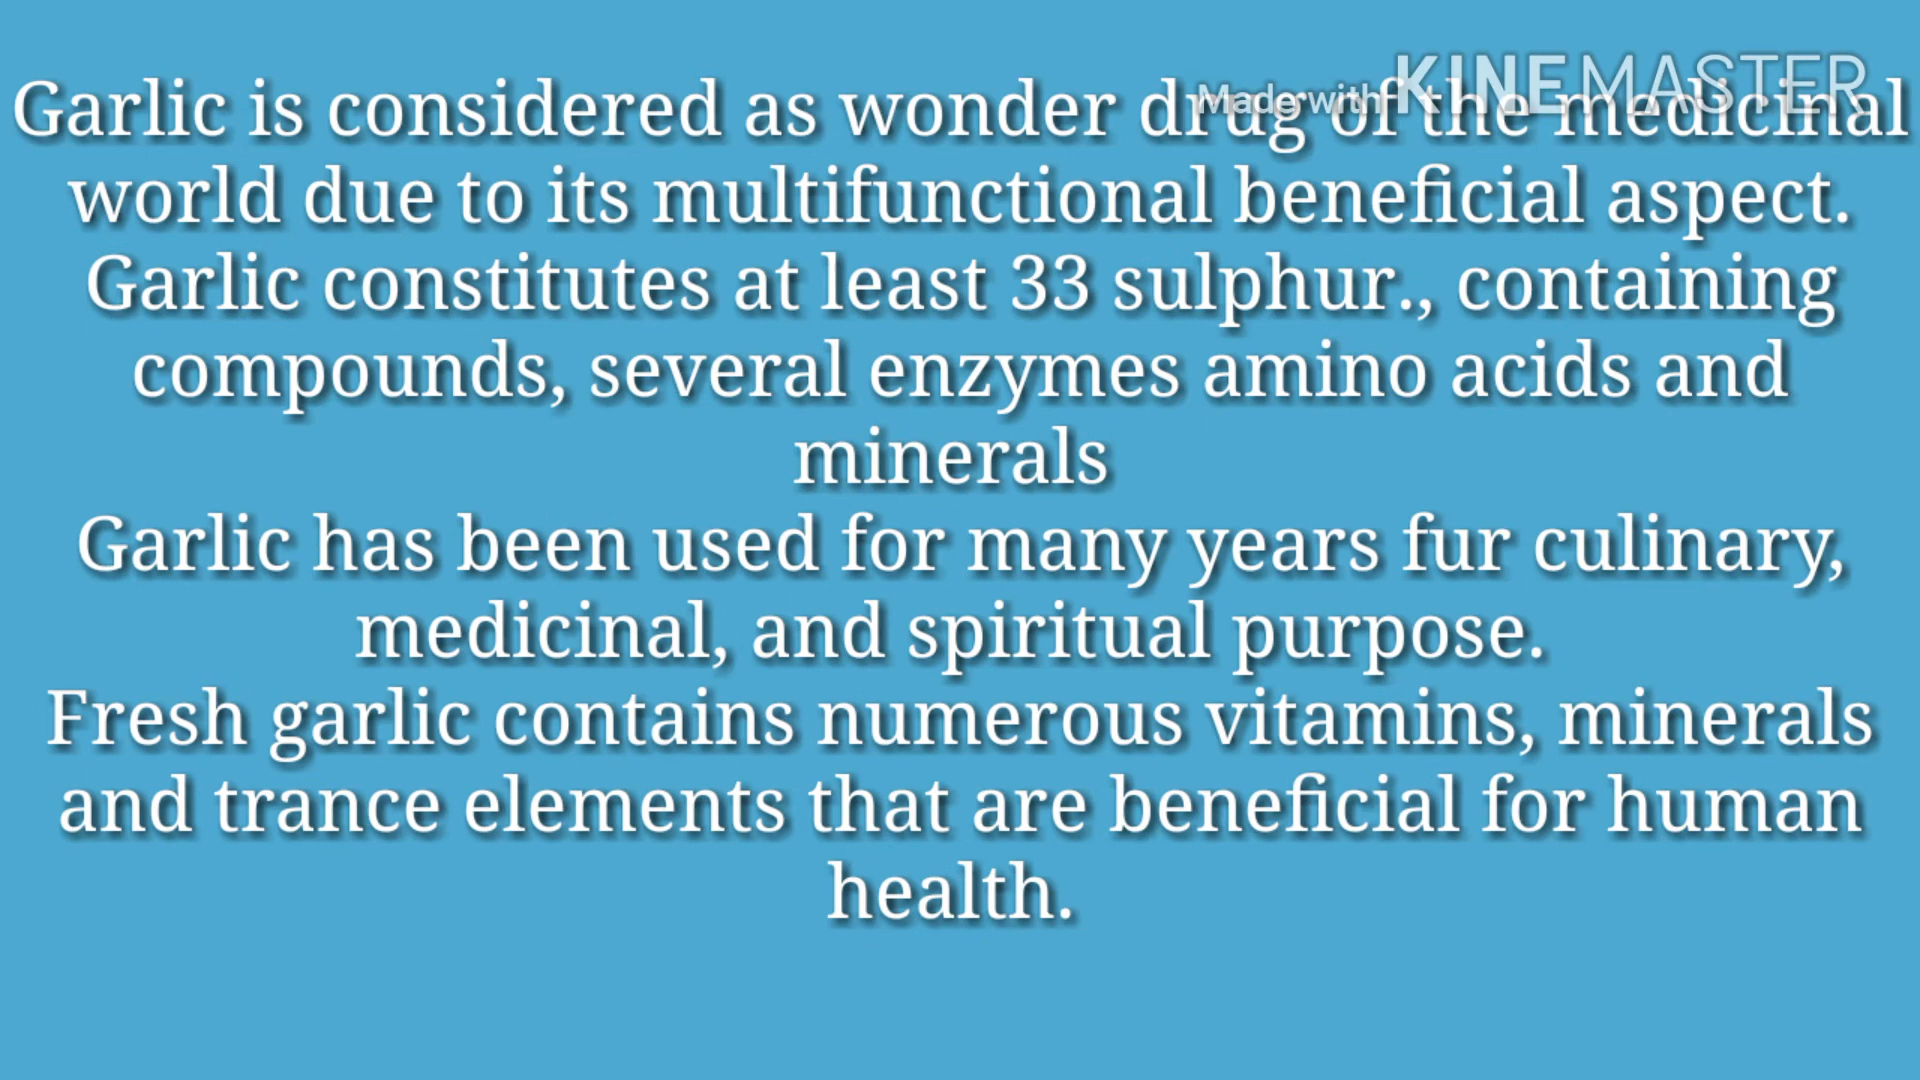 Made with KINEMASTER
Garlic is considered as wonder drug of the medicinal
world due to its multifunctional beneficial aspect.
Garlic constitutes at least 33 sulphur., containing
compounds, several enzymes amino acids and
minerals
Garlic has been used for many years fur culinary,
medicinal, and spiritual purpose.
Fresh garlic contains numerous vitamins, minerals
and trance elements that are beneficial for human
health.